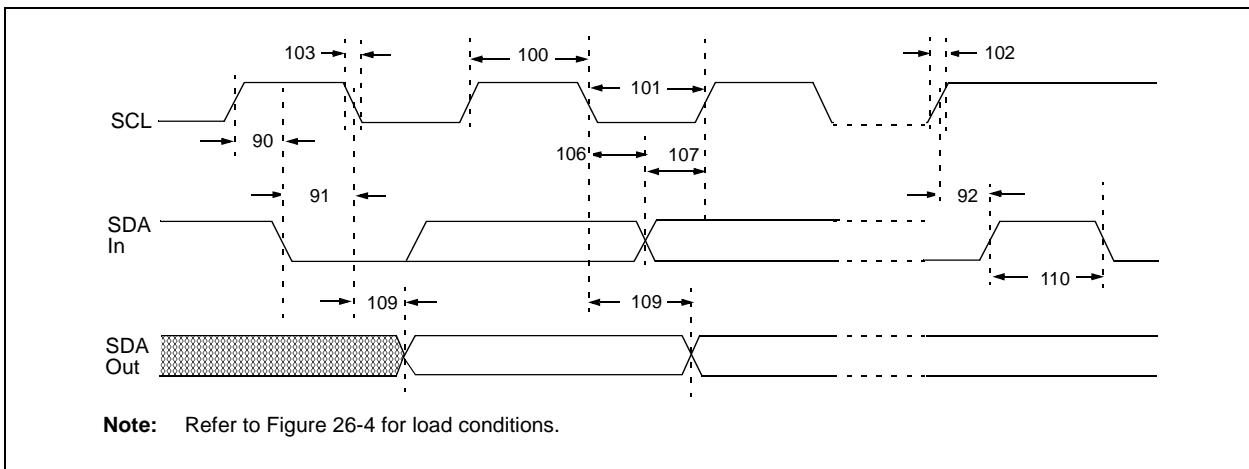 103
100
102
101
SCL
90
106
107
91
92
SDA
In
110
109
109
SDA
Out
Note: Refer to Figure 26-4 for load conditions.